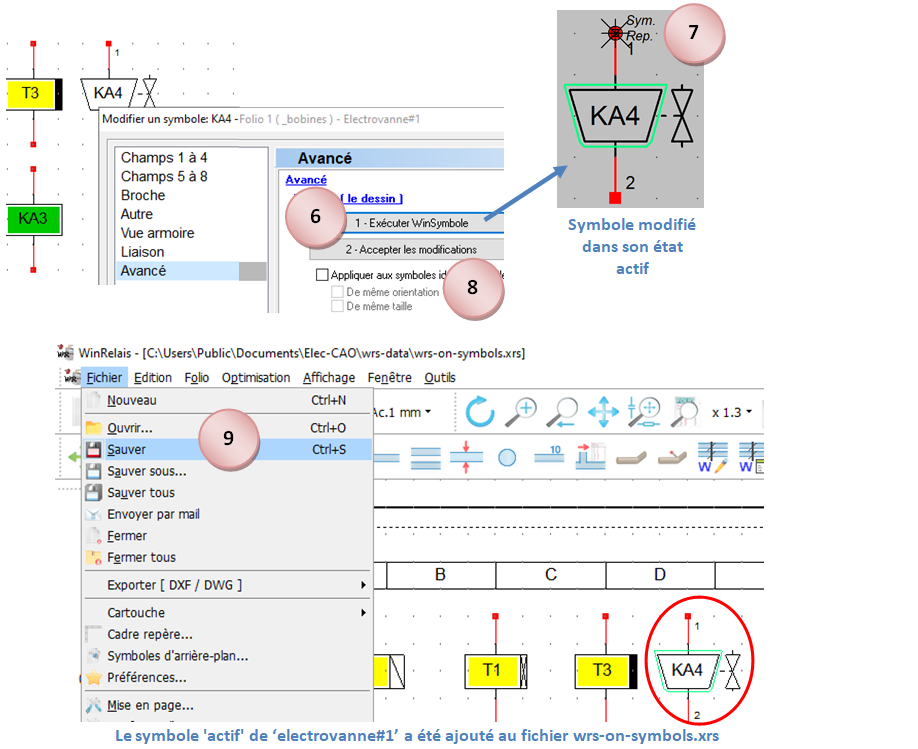 Sym.
Rep.
7
1
KA4
2
Symbole modifié
dans son état
actif
1
T3
KA4
KA3
Modifier un symbole: KA4 - Folio 1 ( _bobines ) - Electrovanne#1
Champs 1 à 4
Champs 5 à 8
Broche
Autre
Vue armoire
Liaison
Avancé
Avancé
Avancé
[ le dessin ]
6
1 - Exécuter WinSymbole
2 - Accepter les modifications
Appliquer aux symboles
De même orientation
De même taille
8
WinRelais - [C:\Users\Public\Documents\Elec-CAO\wrs-data\wrs-on-symbols.xrs]
Fichier Edition Folio Optimisation Affichage Fenêtre Outils
Nouveau Ctrl+N
Ouvrir... Ctrl+O
Sauver Ctrl+S
Sauver sous...
Sauver tous
Envoyer par mail
Fermer
Fermer tous
Exporter [ DXF / DWG ]
Cartouche
Cadre repère...
Symboles d'arrière-plan...
Préférences...
Mise en page...
9
Ac.1 mm
x 1.3
10
W
W
B C D
T1
T3
1
KA4
2
Le symbole 'actif' de ‘electrovanne#1’ a été ajouté au fichier wrs-on-symbols.xrs